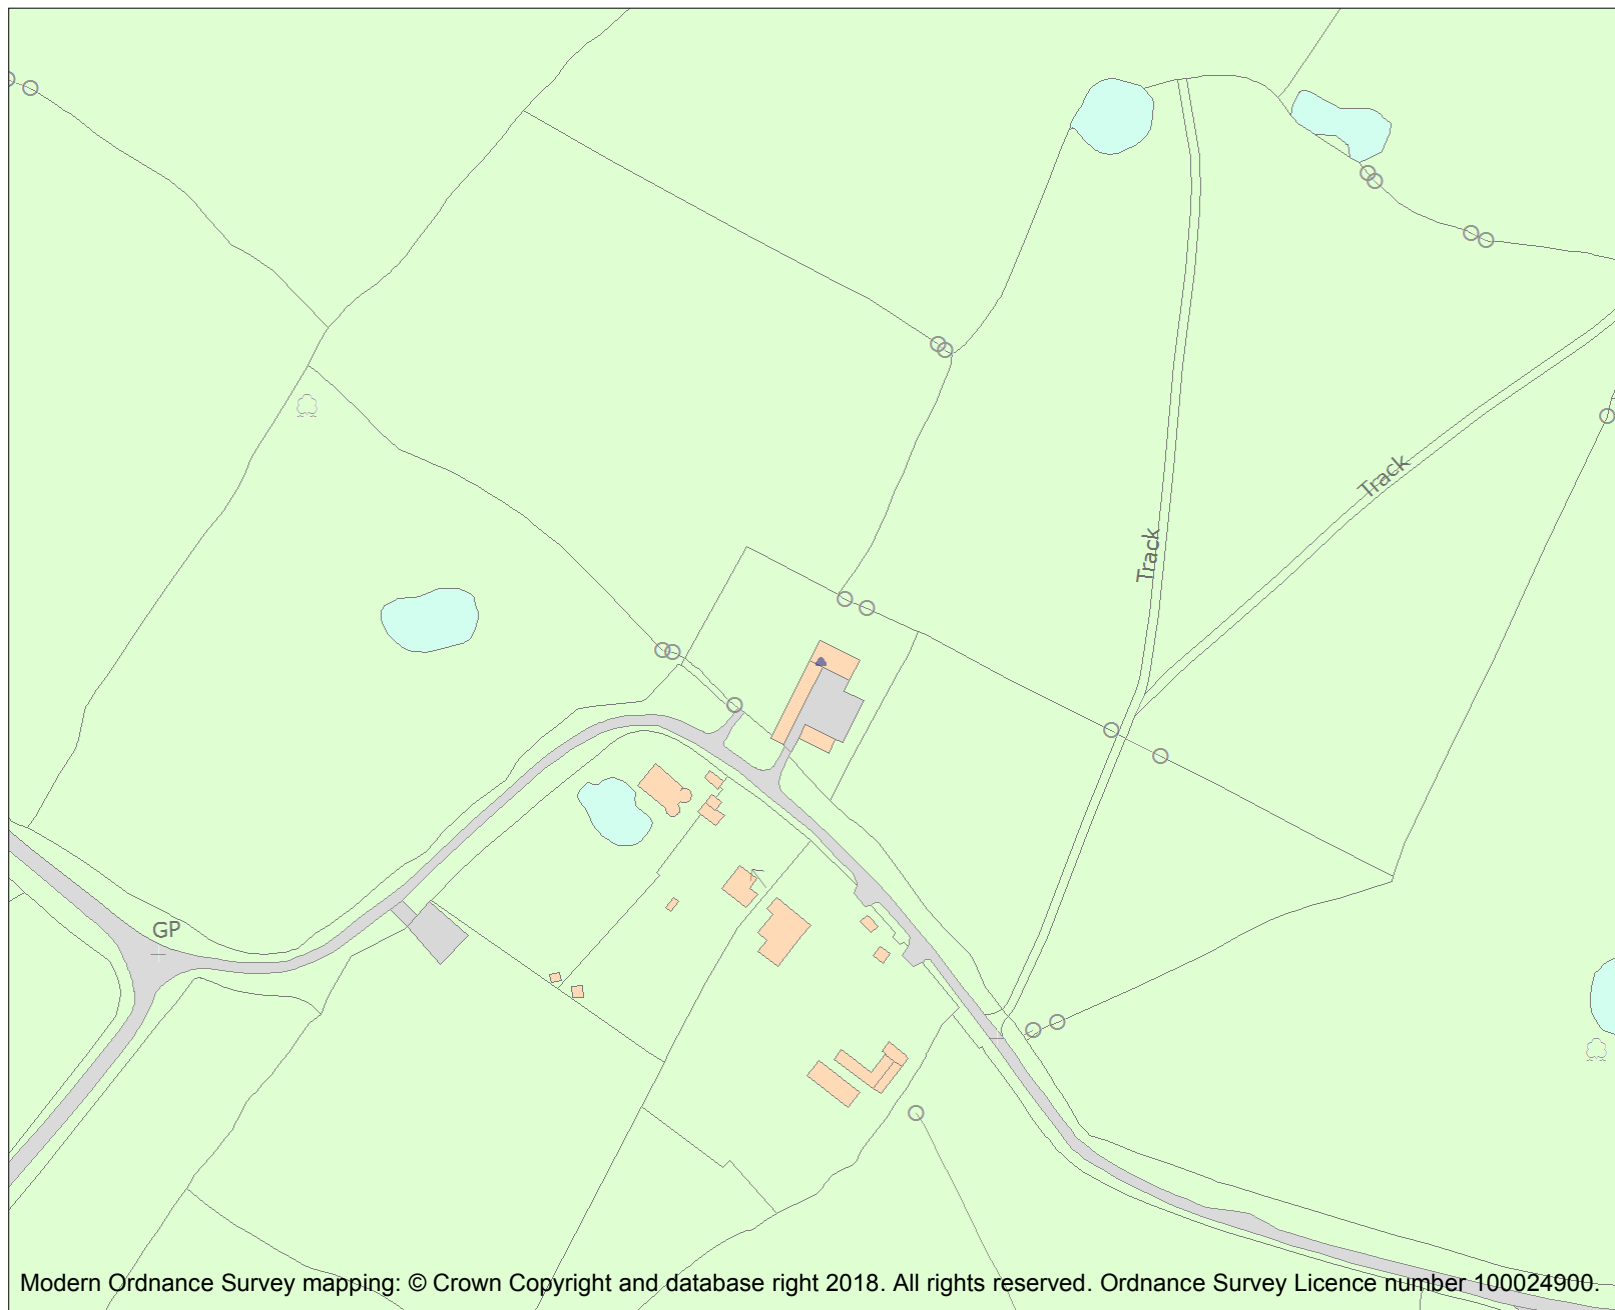 Track
Track
GP
Modern Ordnance Survey mapping: © Crown Copyright and database right 2018. All rights reserved. Ordnance Survey Licence number 100024900.